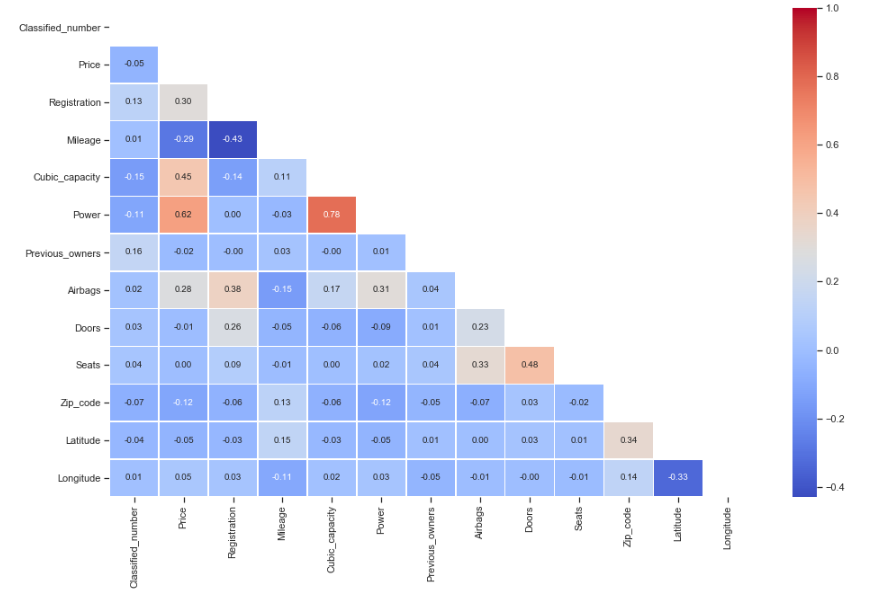 Classified_number
Price -0.05
Registration 0.13 0.30
Mileage 0.01 -0.29 -0.43
Cubic_capacity -0.15 0.45 -0.14 0.11
Power -0.11 0.62 0.00 -0.03 0.78
Previous_owners 0.16 -0.02 -0.00 0.03 -0.00 0.01
Airbags 0.02 0.28 0.38 -0.15 0.17 0.31 0.04
Doors 0.03 -0.01 0.26 -0.05 -0.06 -0.09 0.01 0.23
Seats 0.04 0.00 0.09 -0.01 0.00 0.02 0.04 0.33 0.48
Zip_code -0.07 -0.12 -0.06 0.13 -0.06 -0.12 -0.05 -0.07 0.03 -0.02
Latitude -0.04 -0.05 -0.03 0.15 -0.03 -0.05 0.01 0.00 0.03 0.01 0.34
Longitude 0.01 0.05 0.03 -0.11 0.02 0.03 -0.05 -0.01 -0.00 -0.01 0.14 -0.33
Classified_number
Price
Registration
Mileage
Cubic_capacity
Power
Previous_owners
Airbags
Doors
Seats
Zip_code
Latitude
Longitude
1.0
0.8
0.6
0.4
0.2
0.0
−0.2
−0.4